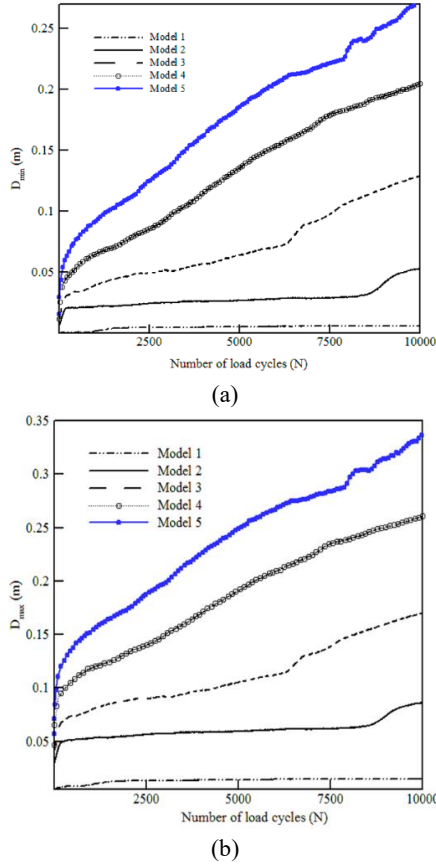 0.25
0.2
0.15
0.1
0.05
D_min (m)
Model 1
Model 2
Model 3
Model 4
Model 5
2500
5000
7500
10000
Number of load cycles (N)
(a)
0.35
0.3
0.25
0.2
0.15
0.1
0.05
D_max (m)
Model 1
Model 2
Model 3
Model 4
Model 5
2500
5000
7500
10000
Number of load cycles (N)
(b)